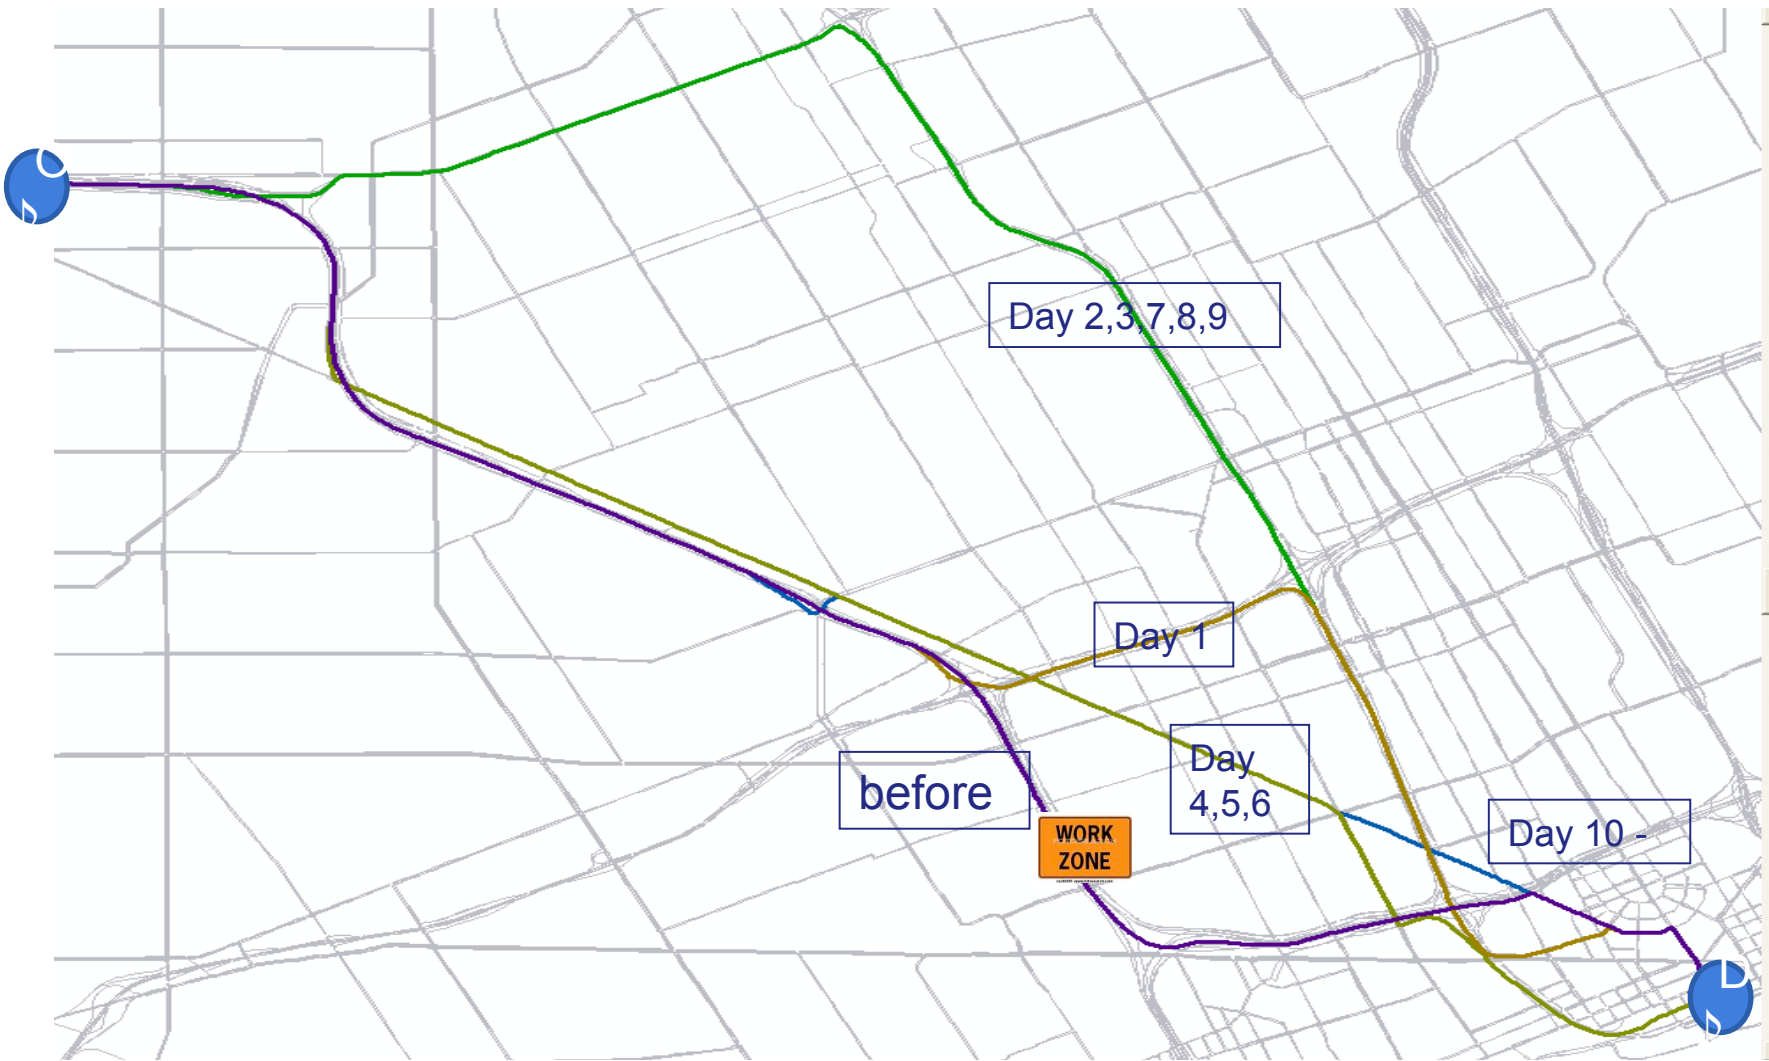 O
Day 2,3,7,8,9
Day 1
Day
4,5,6
before
Day 10 -
WORK
ZONE
D